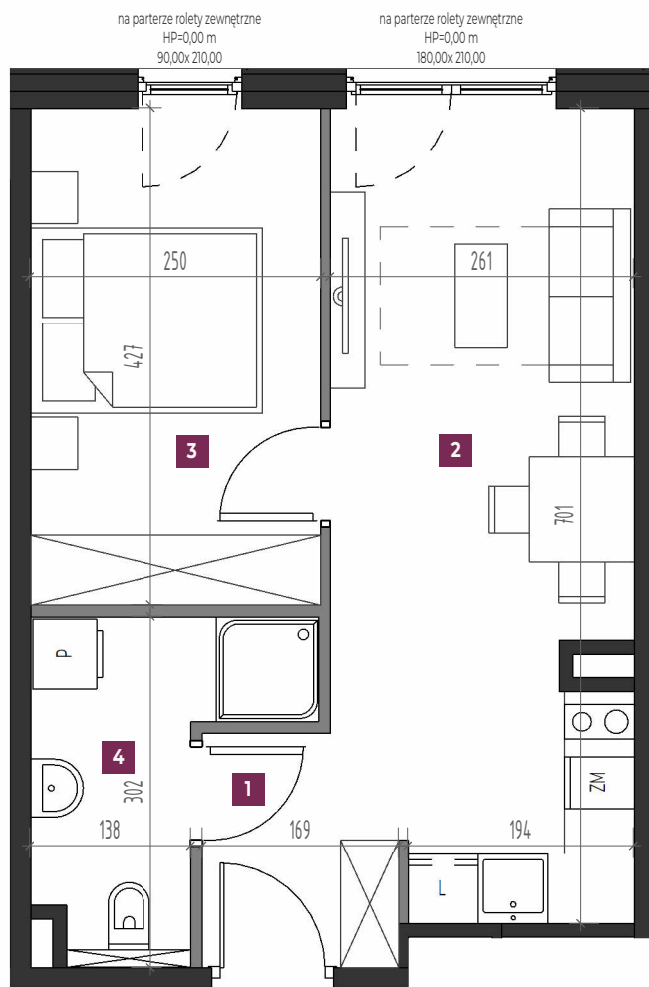 na parterze rolety zewnętrzne
HP=0,00 m
90,00x 210,00
na parterze rolety zewnętrzne
HP=0,00 m
180,00x 210,00
250
261
427
3
2
701
P
4
302
1
ZM
138
169
194
L